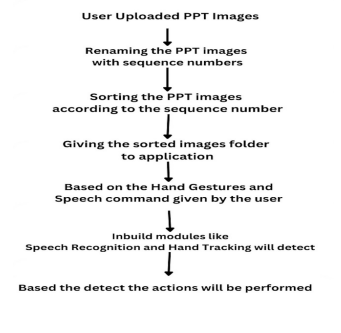 User Uploaded PPT Images
Renaming the PPT images
with sequence numbers
Sorting the PPT images
according to the sequence number
Giving the sorted images folder
to application
Based on the Hand Gestures and
Speech command given by the user
Inbuild modules like
Speech Recognition and Hand Tracking will detect
Based the detect the actions will be performed